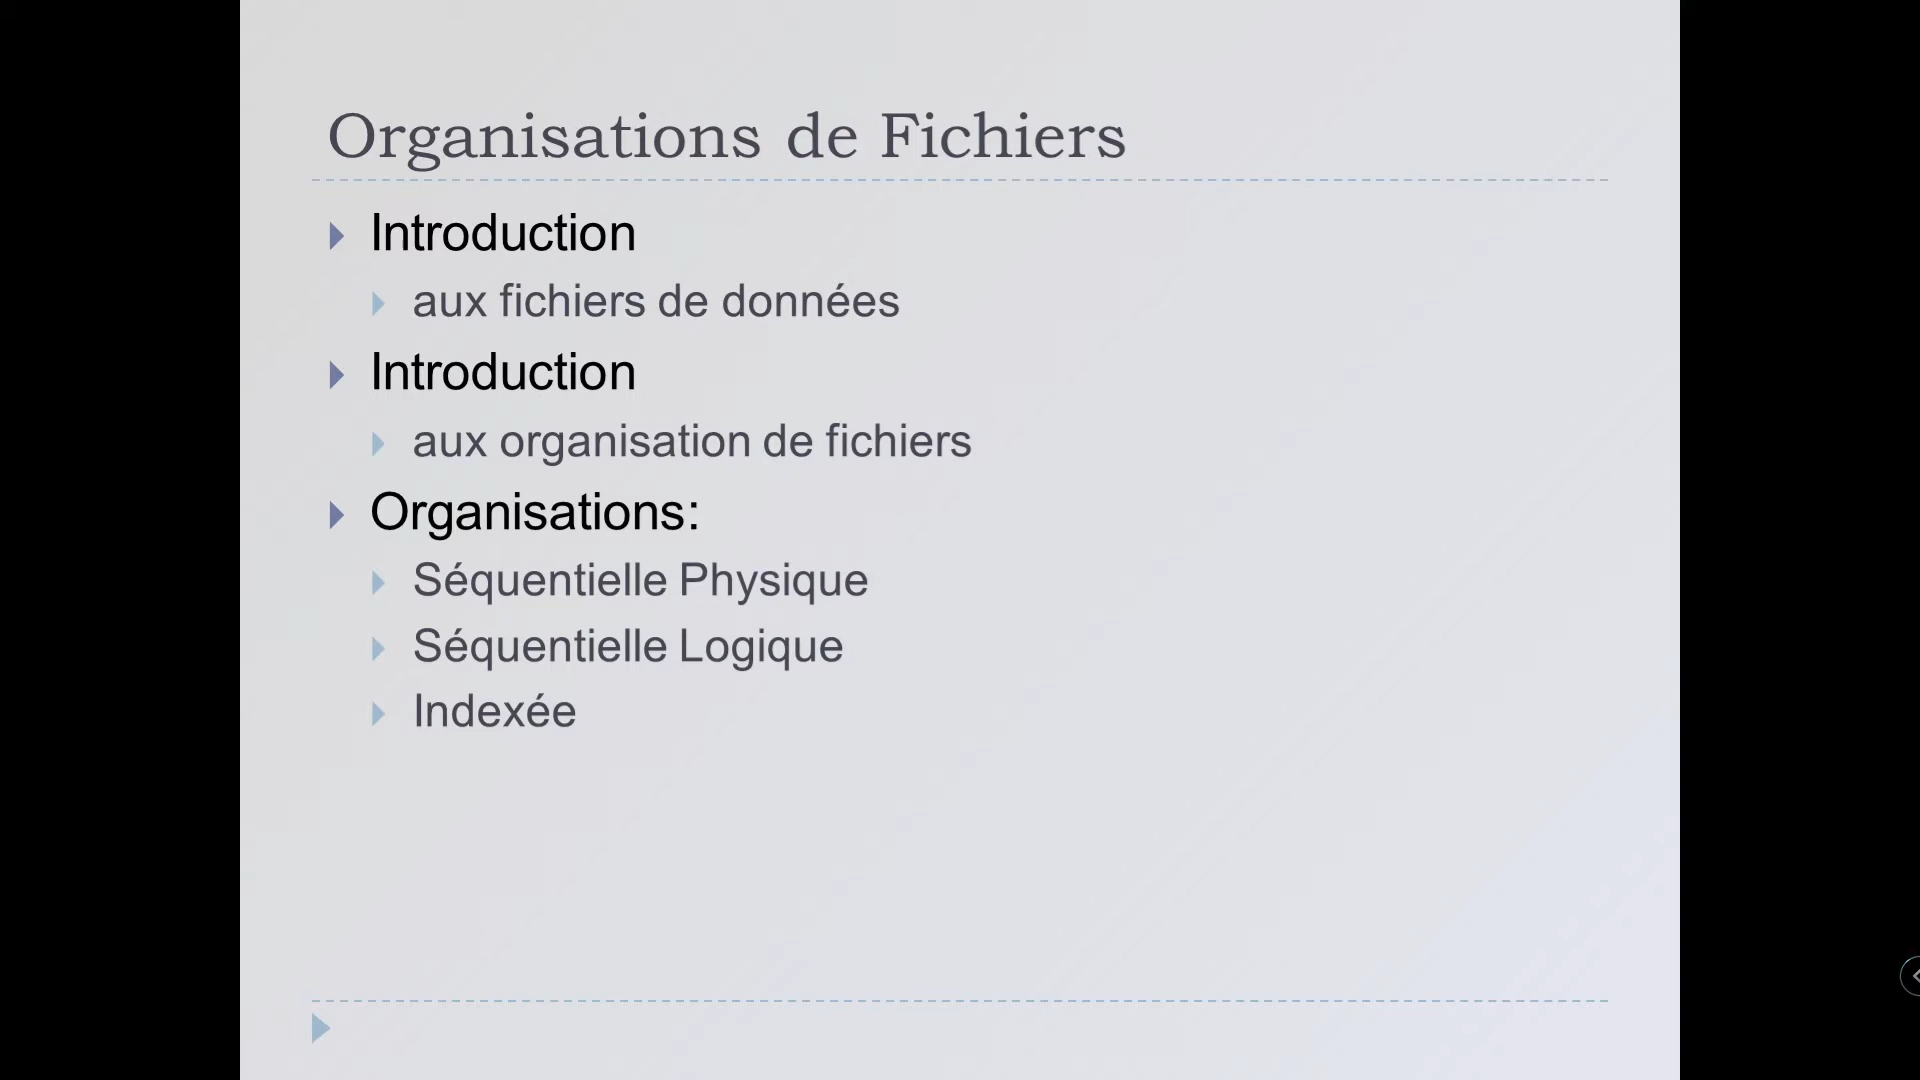 Organisations de Fichiers
Introduction
aux fichiers de données
Introduction
aux organisation de fichiers
Organisations:
Séquentielle Physique
Séquentielle Logique
Indexée